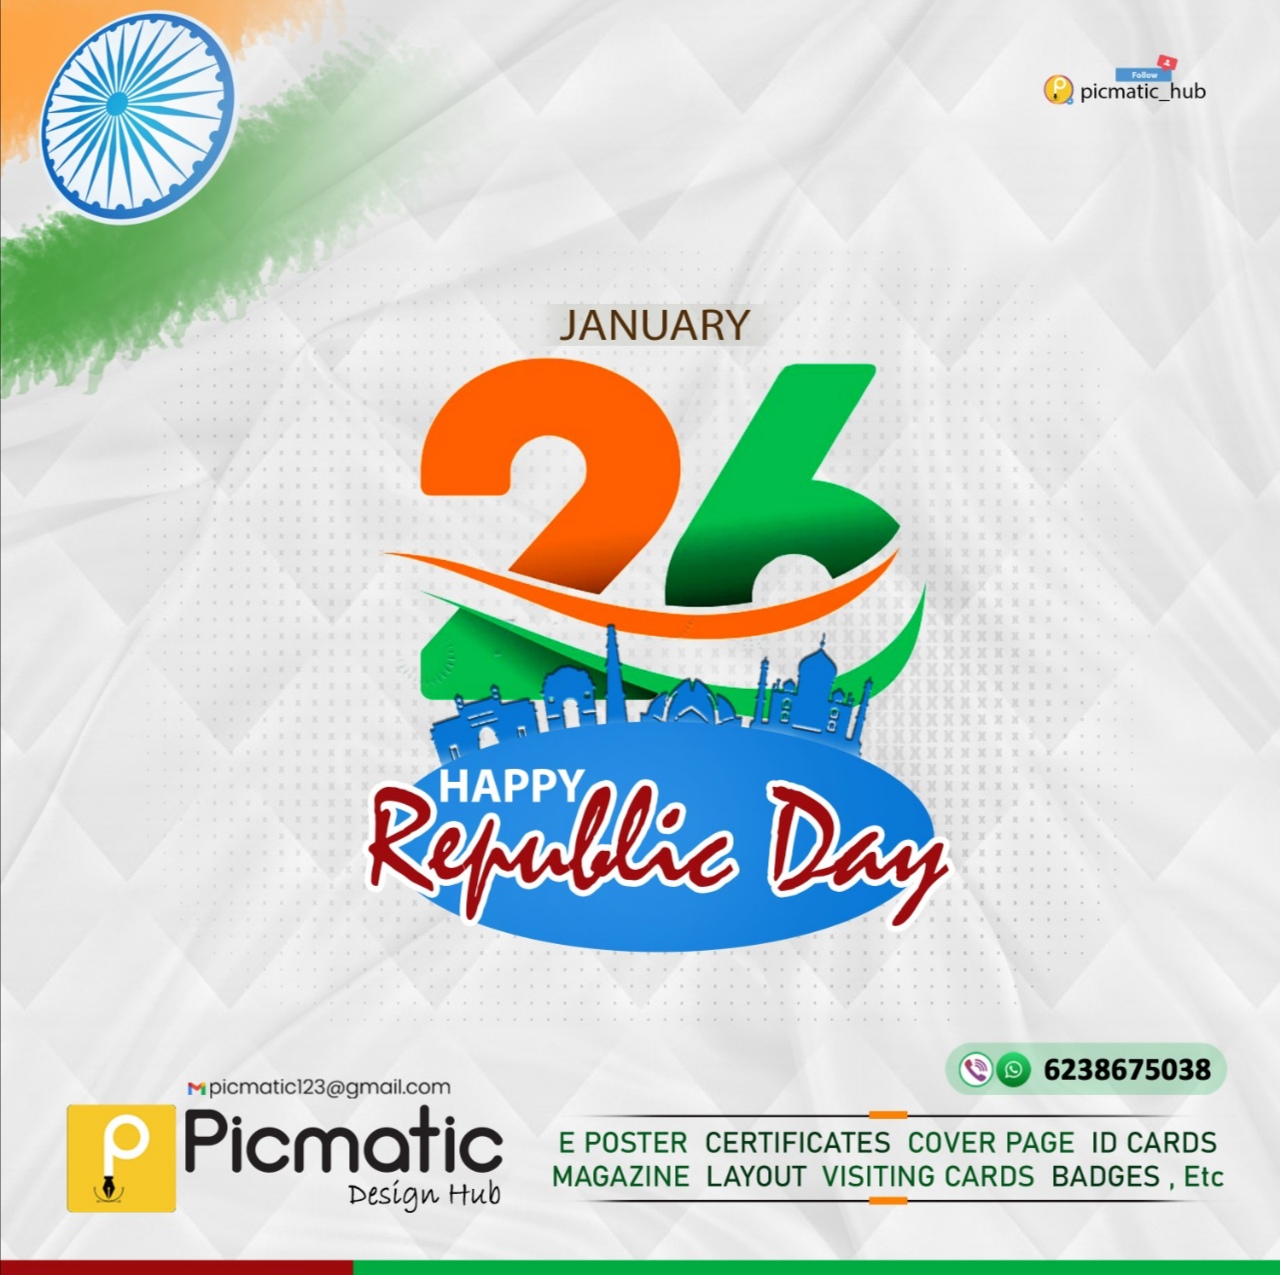 Follow
picmatic_hub
JANUARY
26
HAPPY
Republic Day
6238675038
picmatic123@gmail.com
Picmatic
Design Hub
E POSTER CERTIFICATES COVER PAGE ID CARDS
MAGAZINE LAYOUT VISITING CARDS BADGES , Etc